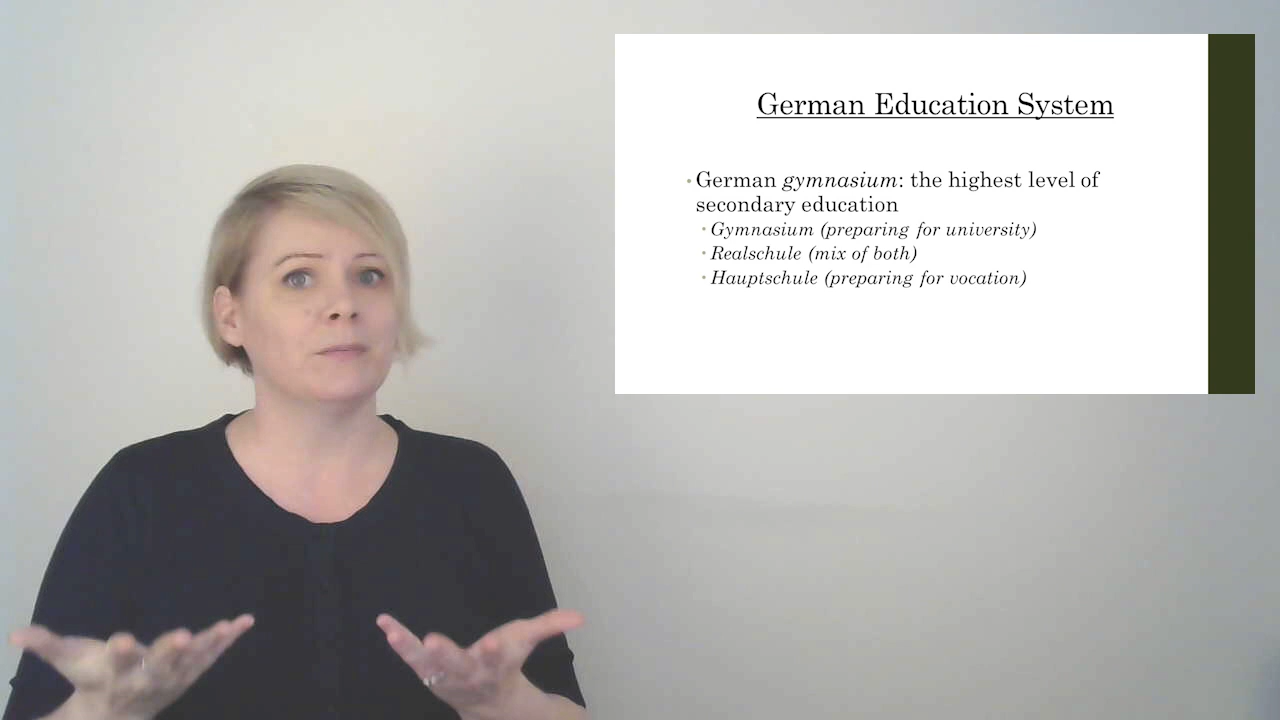 German Education System
• German gymnasium: the highest level of
secondary education
• Gymnasium (preparing for university)
• Realschule (mix of both)
• Hauptschule (preparing for vocation)